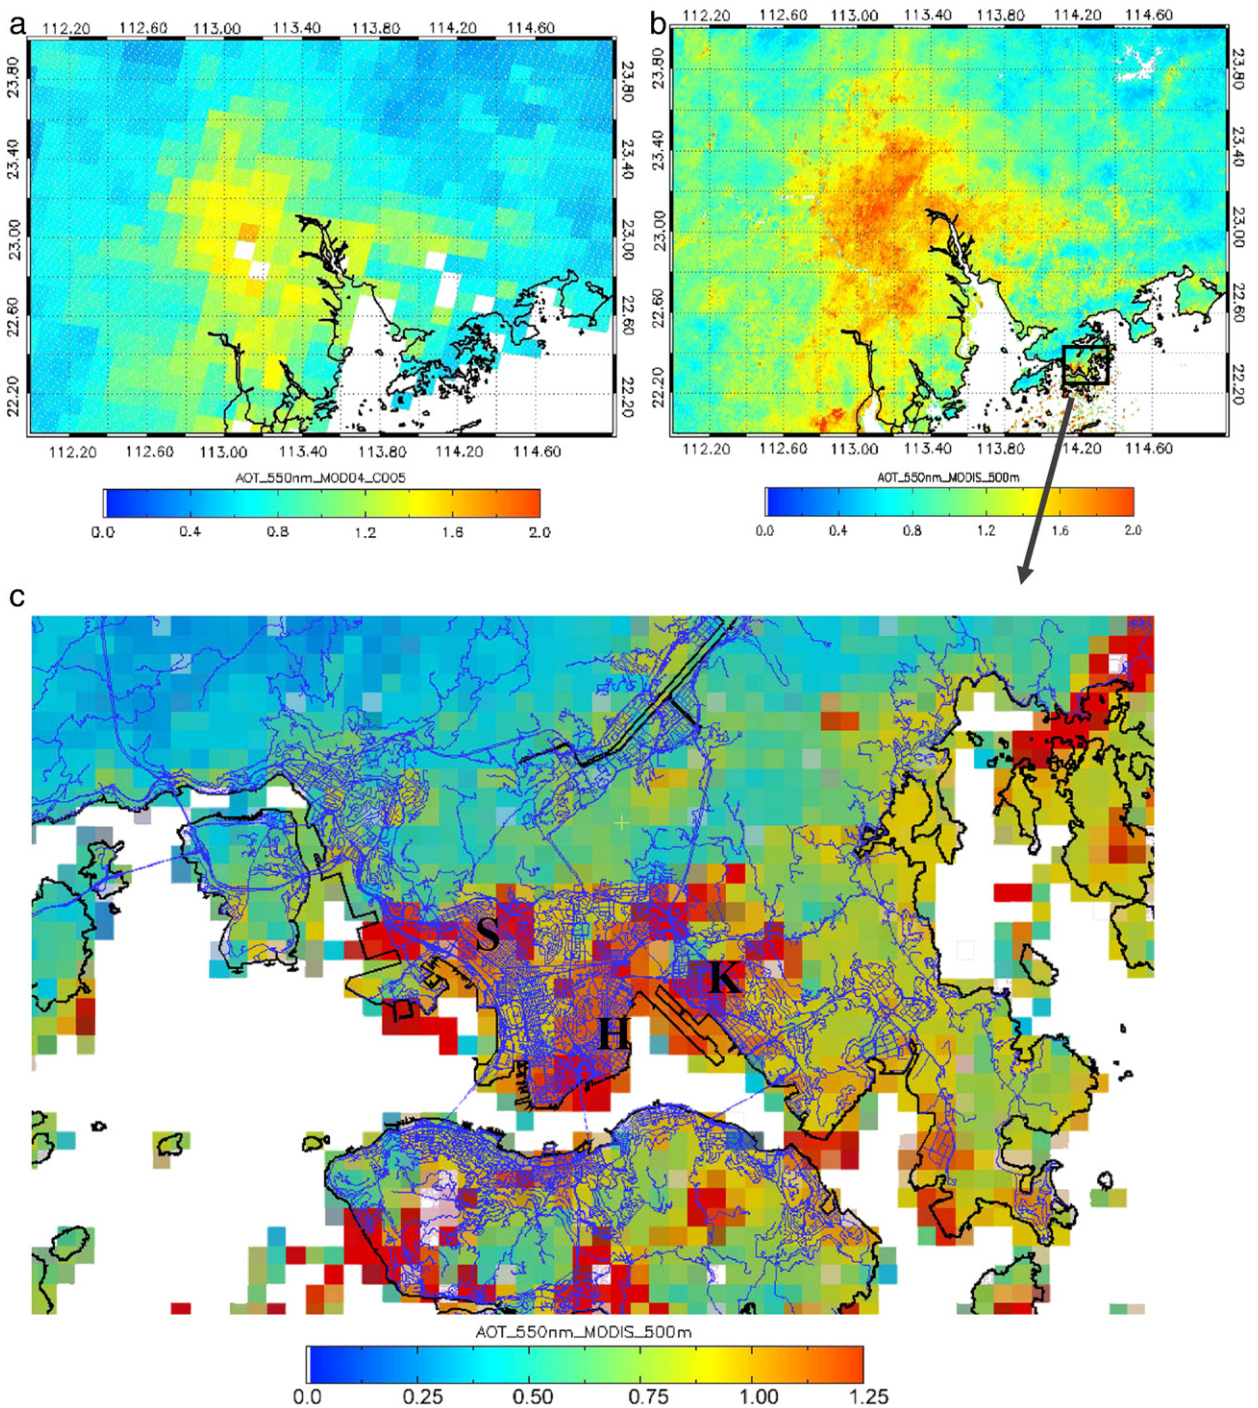 a
112.20 112.60 113.00 113.40 113.80 114.20 114.60
23.80 23.80
23.40 23.40
23.00 23.00
22.60 22.60
22.20 22.20
112.20 112.60 113.00 113.40 113.80 114.20 114.60
AOT_550nm_MOD04_C005
0.0 0.4 0.8 1.2 1.6 2.0
b
112.20 112.60 113.00 113.40 113.80 114.20 114.60
23.80 23.80
23.40 23.40
23.00 23.00
22.60 22.60
22.20 22.20
112.20 112.60 113.00 113.40 113.80 114.20 114.60
AOT_550nm_MODIS_500m
0.0 0.4 0.8 1.2 1.6 2.0
c
S
K
H
AOT_550nm_MODIS_500m
0.0 0.25 0.50 0.75 1.00 1.25